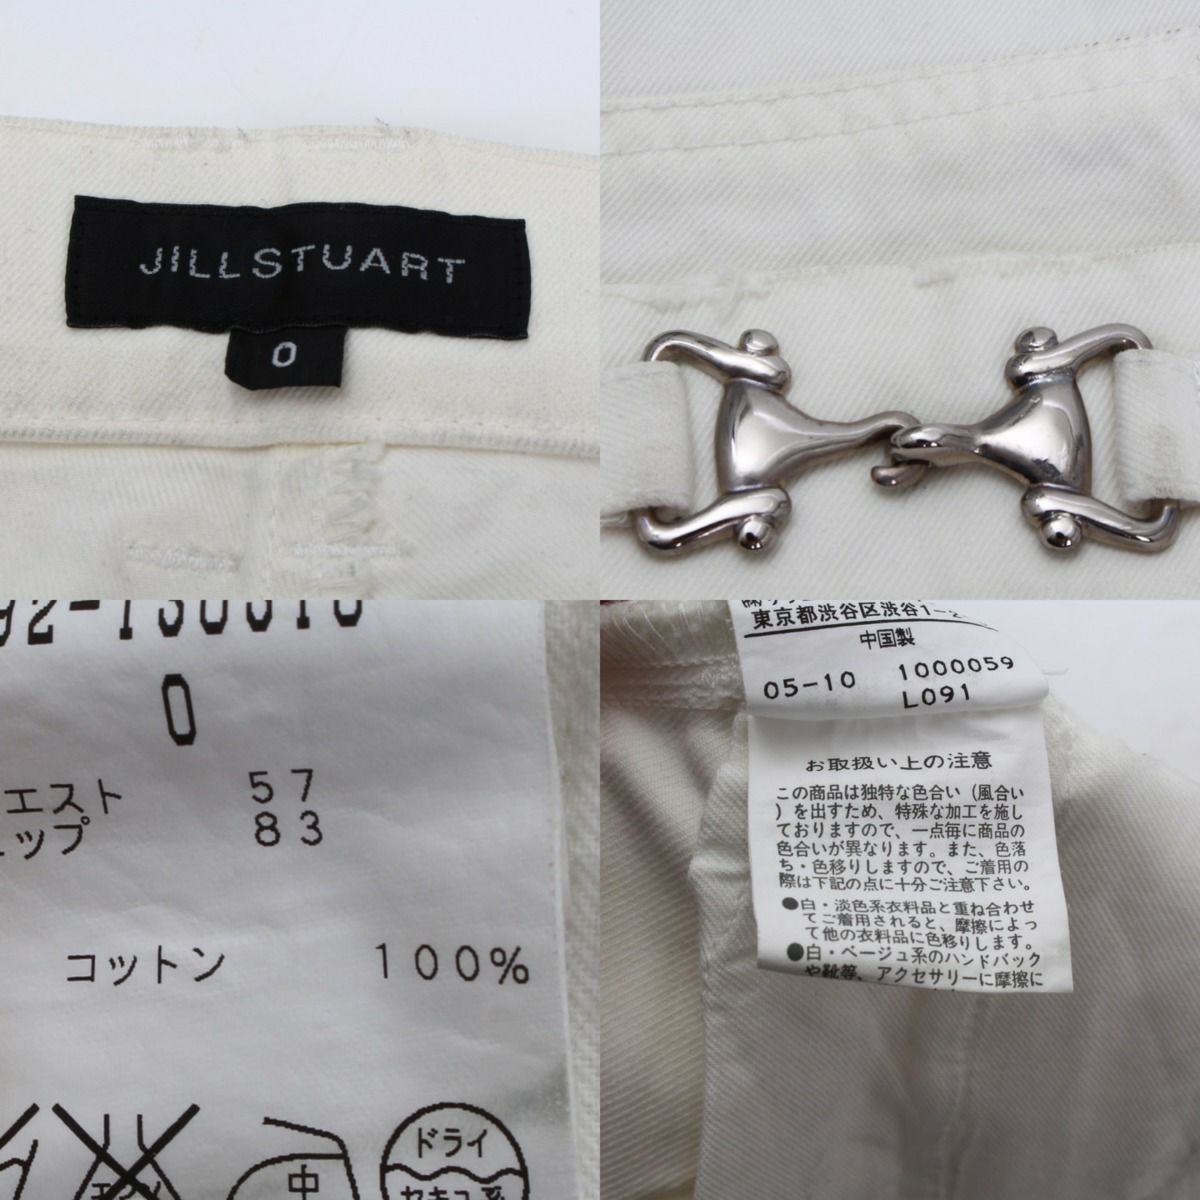 JILLSTUART
0
0
エスト 57
ップ 83
コットン 100%
ドライ
中
東京都渋谷区渋谷1-2
中国製
05-10 1000059
L091
お取扱い上の注意
この商品は独特な色合い(風合い
)を出すため、特殊な加工を施し
ておりますので、一点毎に商品の
色合いが異なります。また、色落
ち・色移りしますので、ご着用の
際は下記の点に十分ご注意下さい。
●白・淡色系衣料品と重ね合わせ
てご着用されると、摩擦によっ
て他の衣料品に色移りします。
●白・ベージュ系のハンドバック
や靴等、アクセサリーに摩擦に